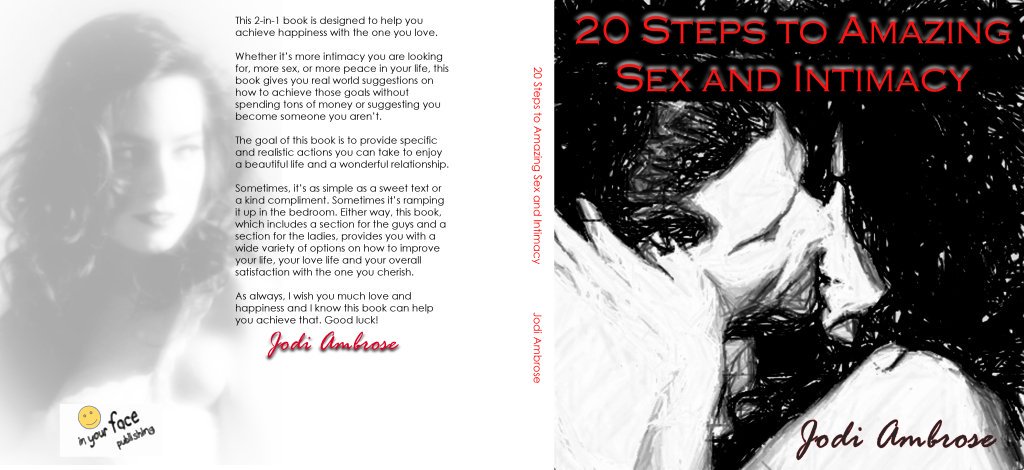 This 2-in-1 book is designed to help you
achieve happiness with the one you love.
Whether it's more intimacy you are looking
for, more sex, or more peace in your life, this
book gives you real world suggestions on
how to achieve those goals without
spending tons of money or suggesting you
become someone you aren't.
The goal of this book is to provide specific
and realistic actions you can take to enjoy
a beautiful life and a wonderful relationship.
Sometimes, it's as simple as a sweet text or
a kind compliment. Sometimes it's ramping
it up in the bedroom. Either way, this book,
which includes a section for the guys and a
section for the ladies, provides you with a
wide variety of options on how to improve
your life, your love life and your overall
satisfaction with the one you cherish.
As always, I wish you much love and
happiness and I know this book can help
you achieve that. Good luck!
Jodi Ambrose
in your face
publishing
20 Steps to Amazing Sex and Intimacy
Jodi Ambrose
20 Steps to Amazing
Sex and Intimacy
Jodi Ambrose